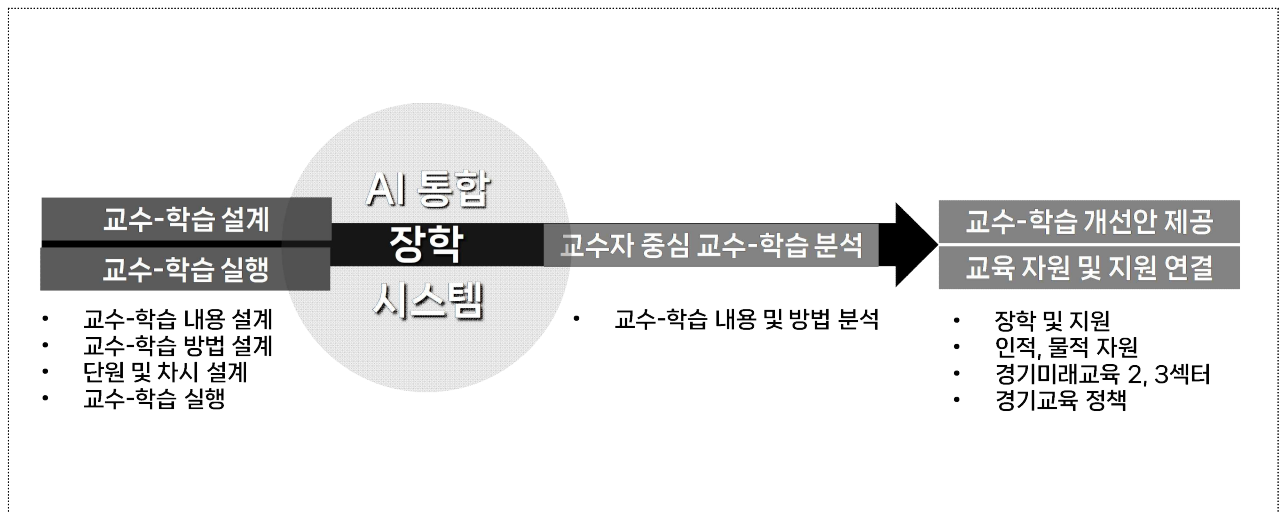 교수-학습 설계
교수-학습 실행
• 교수-학습 내용 설계
• 교수-학습 방법 설계
• 단원 및 차시 설계
• 교수-학습 실행
AI 통합
장학
시스템
교수자 중심 교수-학습 분석
• 교수-학습 내용 및 방법 분석
교수-학습 개선안 제공
교육 자원 및 지원 연결
• 장학 및 지원
• 인적, 물적 자원
• 경기미래교육 2, 3섹터
• 경기교육 정책